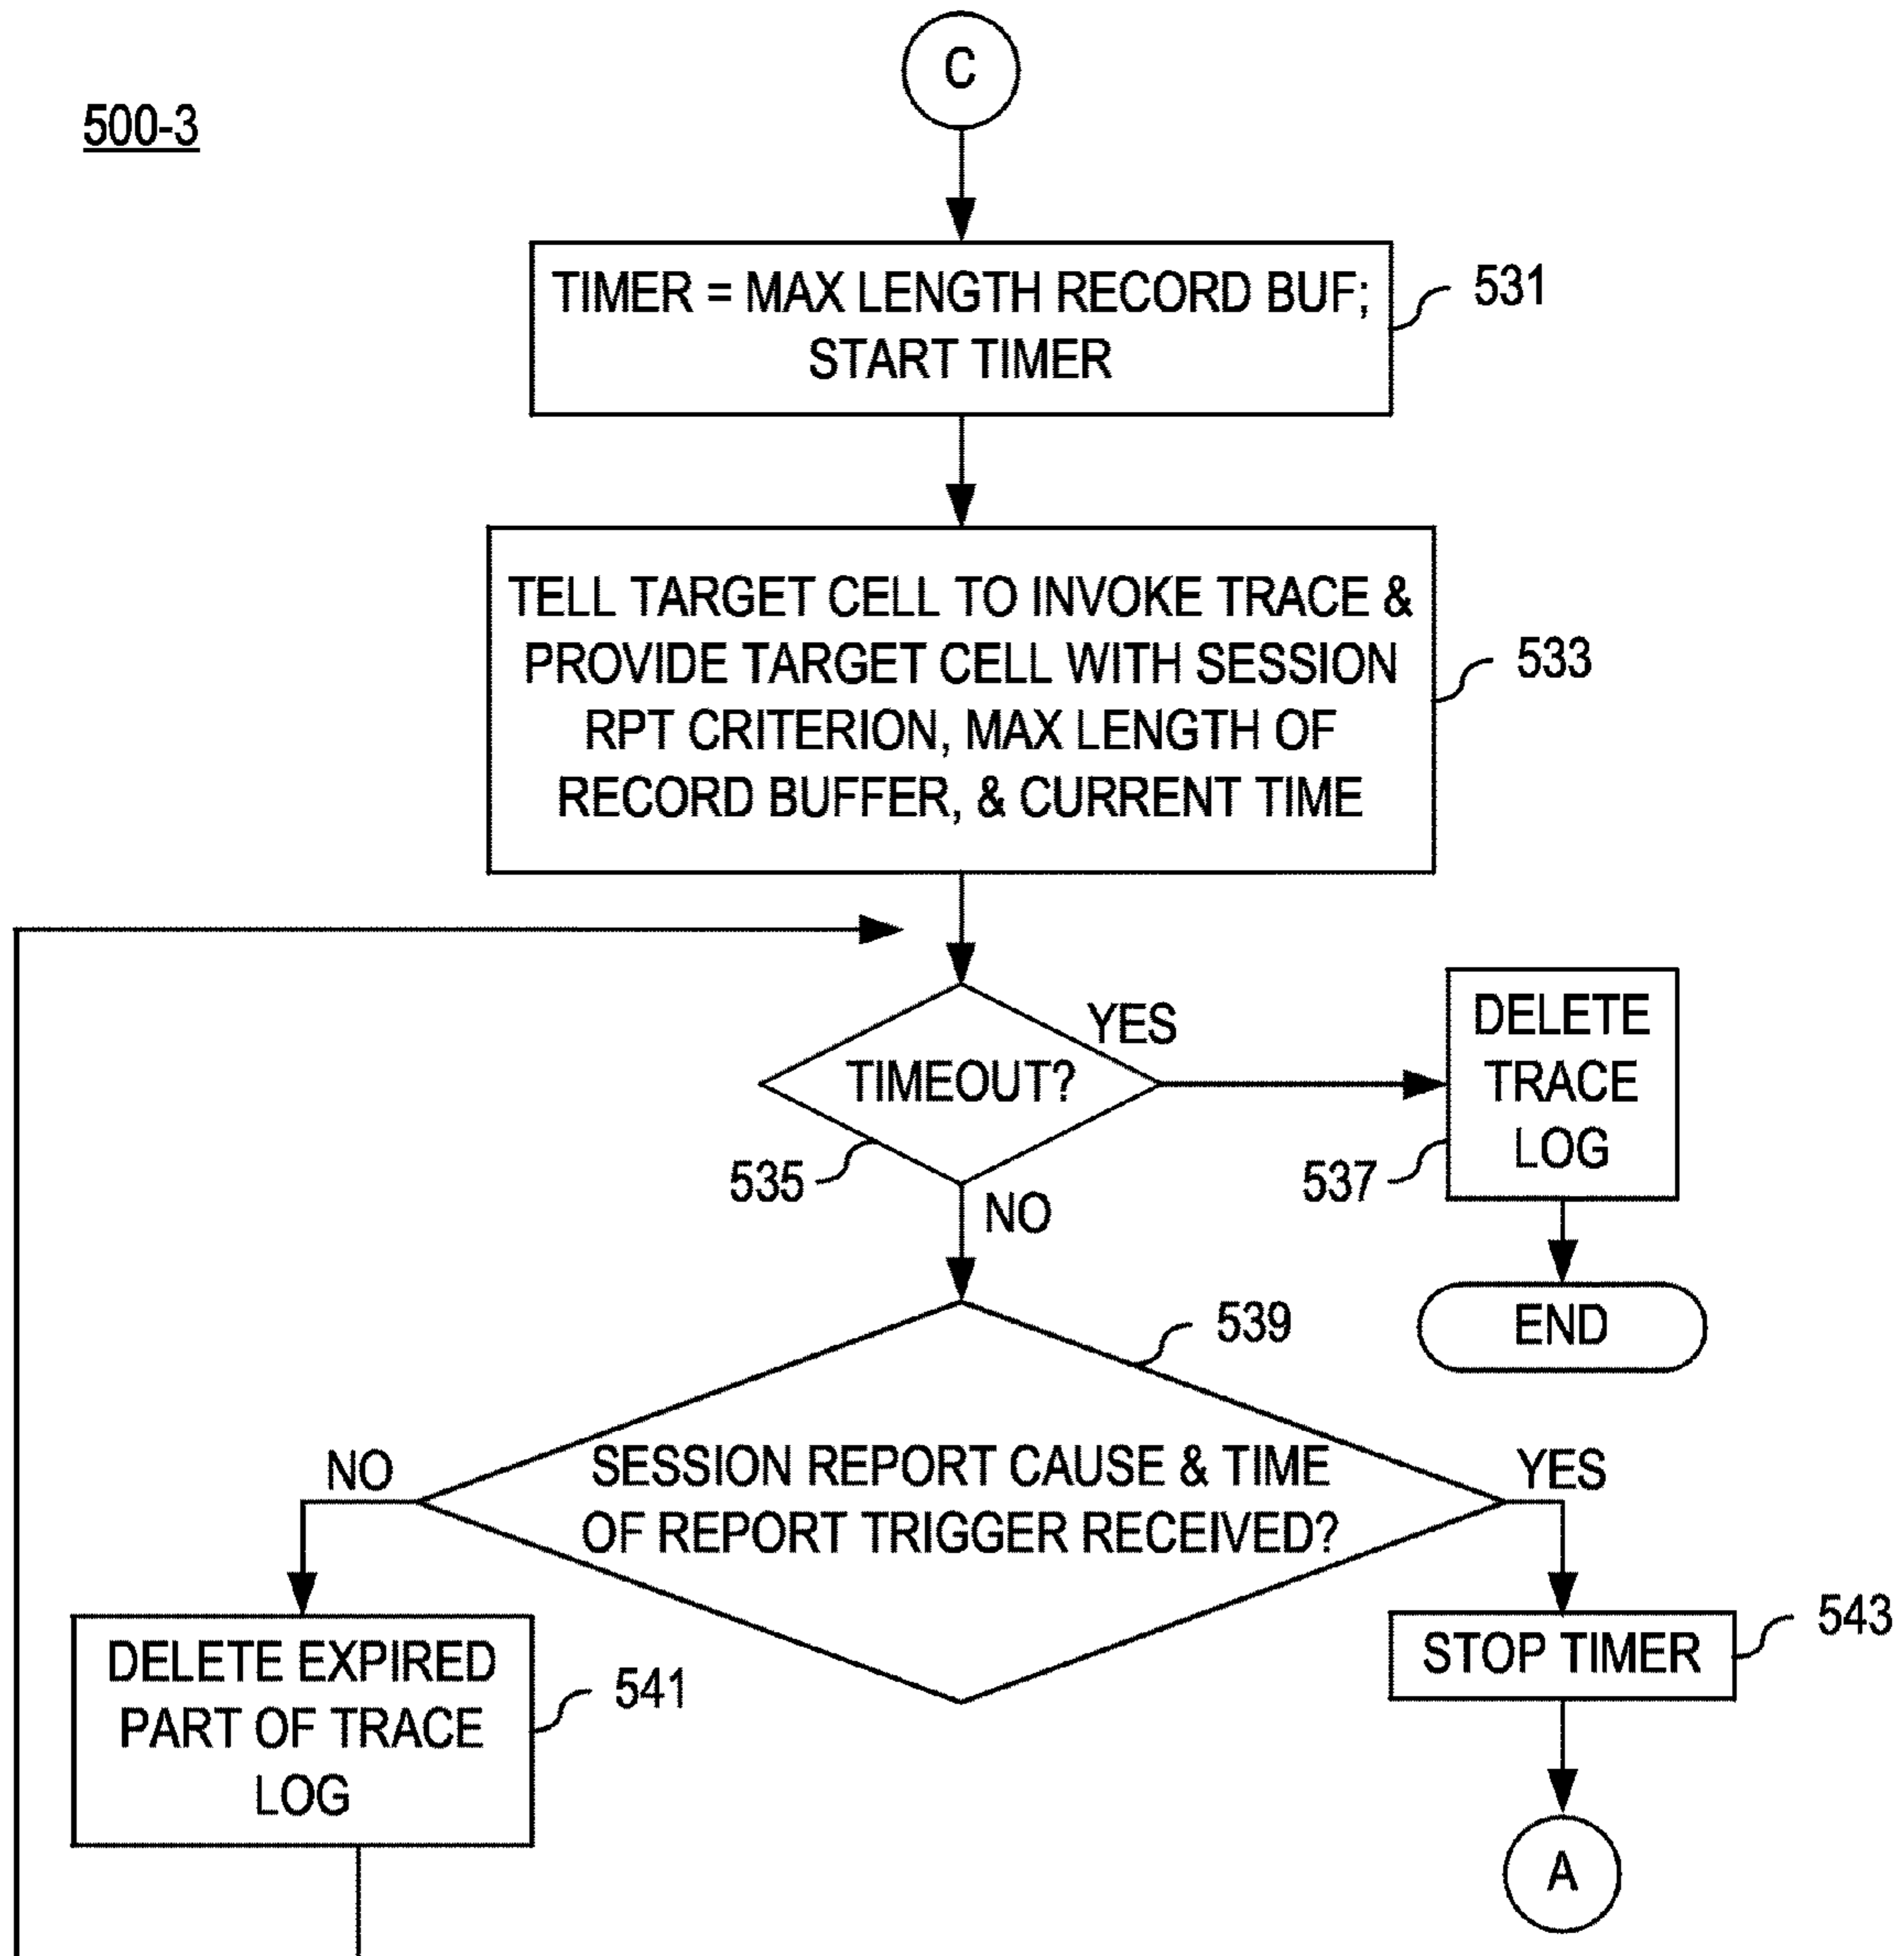 C
500-3
TIMER = MAX LENGTH RECORD BUF;
START TIMER
531
TELL TARGET CELL TO INVOKE TRACE &
PROVIDE TARGET CELL WITH SESSION
RPT CRITERION, MAX LENGTH OF
RECORD BUFFER, & CURRENT TIME
533
TIMEOUT?
YES
535
NO
DELETE
TRACE
LOG
537
END
539
SESSION REPORT CAUSE & TIME
OF REPORT TRIGGER RECEIVED?
NO
YES
DELETE EXPIRED
PART OF TRACE
LOG
541
STOP TIMER
543
A